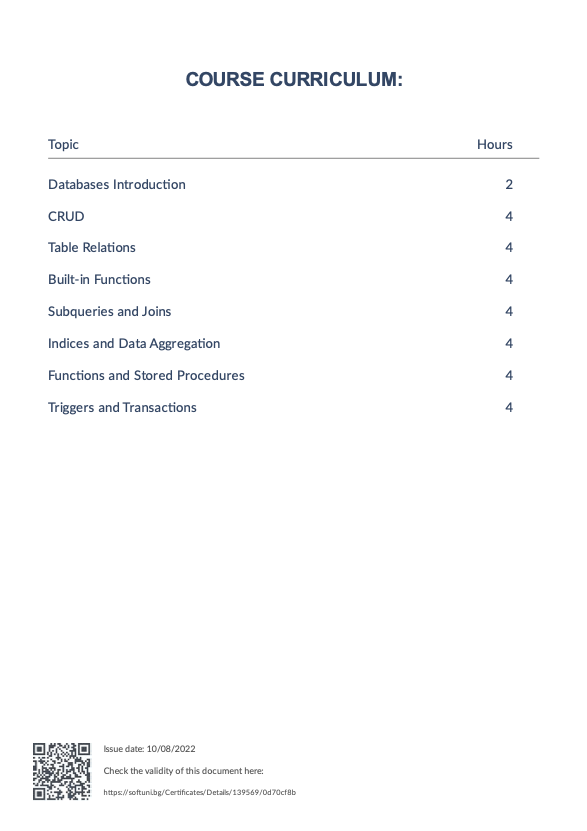 COURSE CURRICULUM:
Topic Hours
Databases Introduction 2
CRUD 4
Table Relations 4
Built-in Functions 4
Subqueries and Joins 4
Indices and Data Aggregation 4
Functions and Stored Procedures 4
Triggers and Transactions 4
Issue date: 10/08/2022
Check the validity of this document here:
https://softuni.bg/Certificates/Details/139569/0d70cf8b